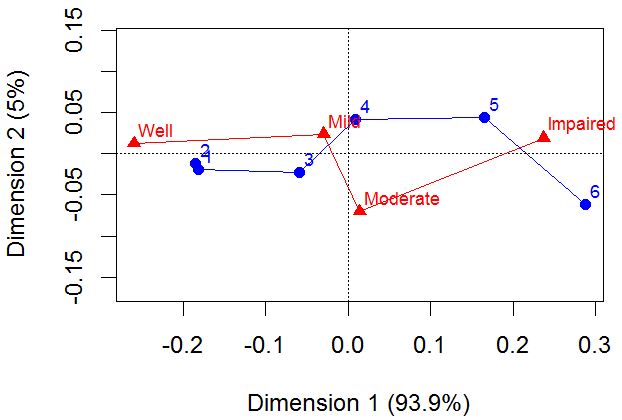 0.15
0.05
-0.05
-0.15
Dimension 2 (5%)
Well
Mild
Moderate
Impaired
1
2
3
4
5
6
-0.2
-0.1
0.0
0.1
0.2
0.3
Dimension 1 (93.9%)